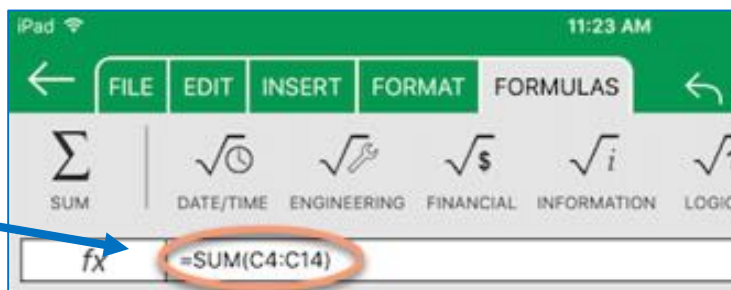 iPad 11:23 AM
FILE EDIT INSERT FORMAT FORMULAS
SUM DATE/TIME ENGINEERING FINANCIAL INFORMATION
fx =SUM(C4:C14)